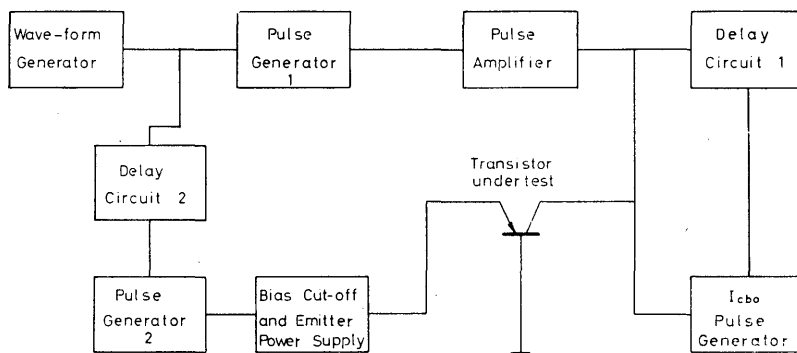 Wave-form
Generator
Pulse
Generator
1
Pulse
Amplifier
Delay
Circuit 1
Delay
Circuit 2
Transistor
under test
Pulse
Generator
2
Bias Cut-off
and Emitter
Power Supply
Icbo
Pulse
Generator